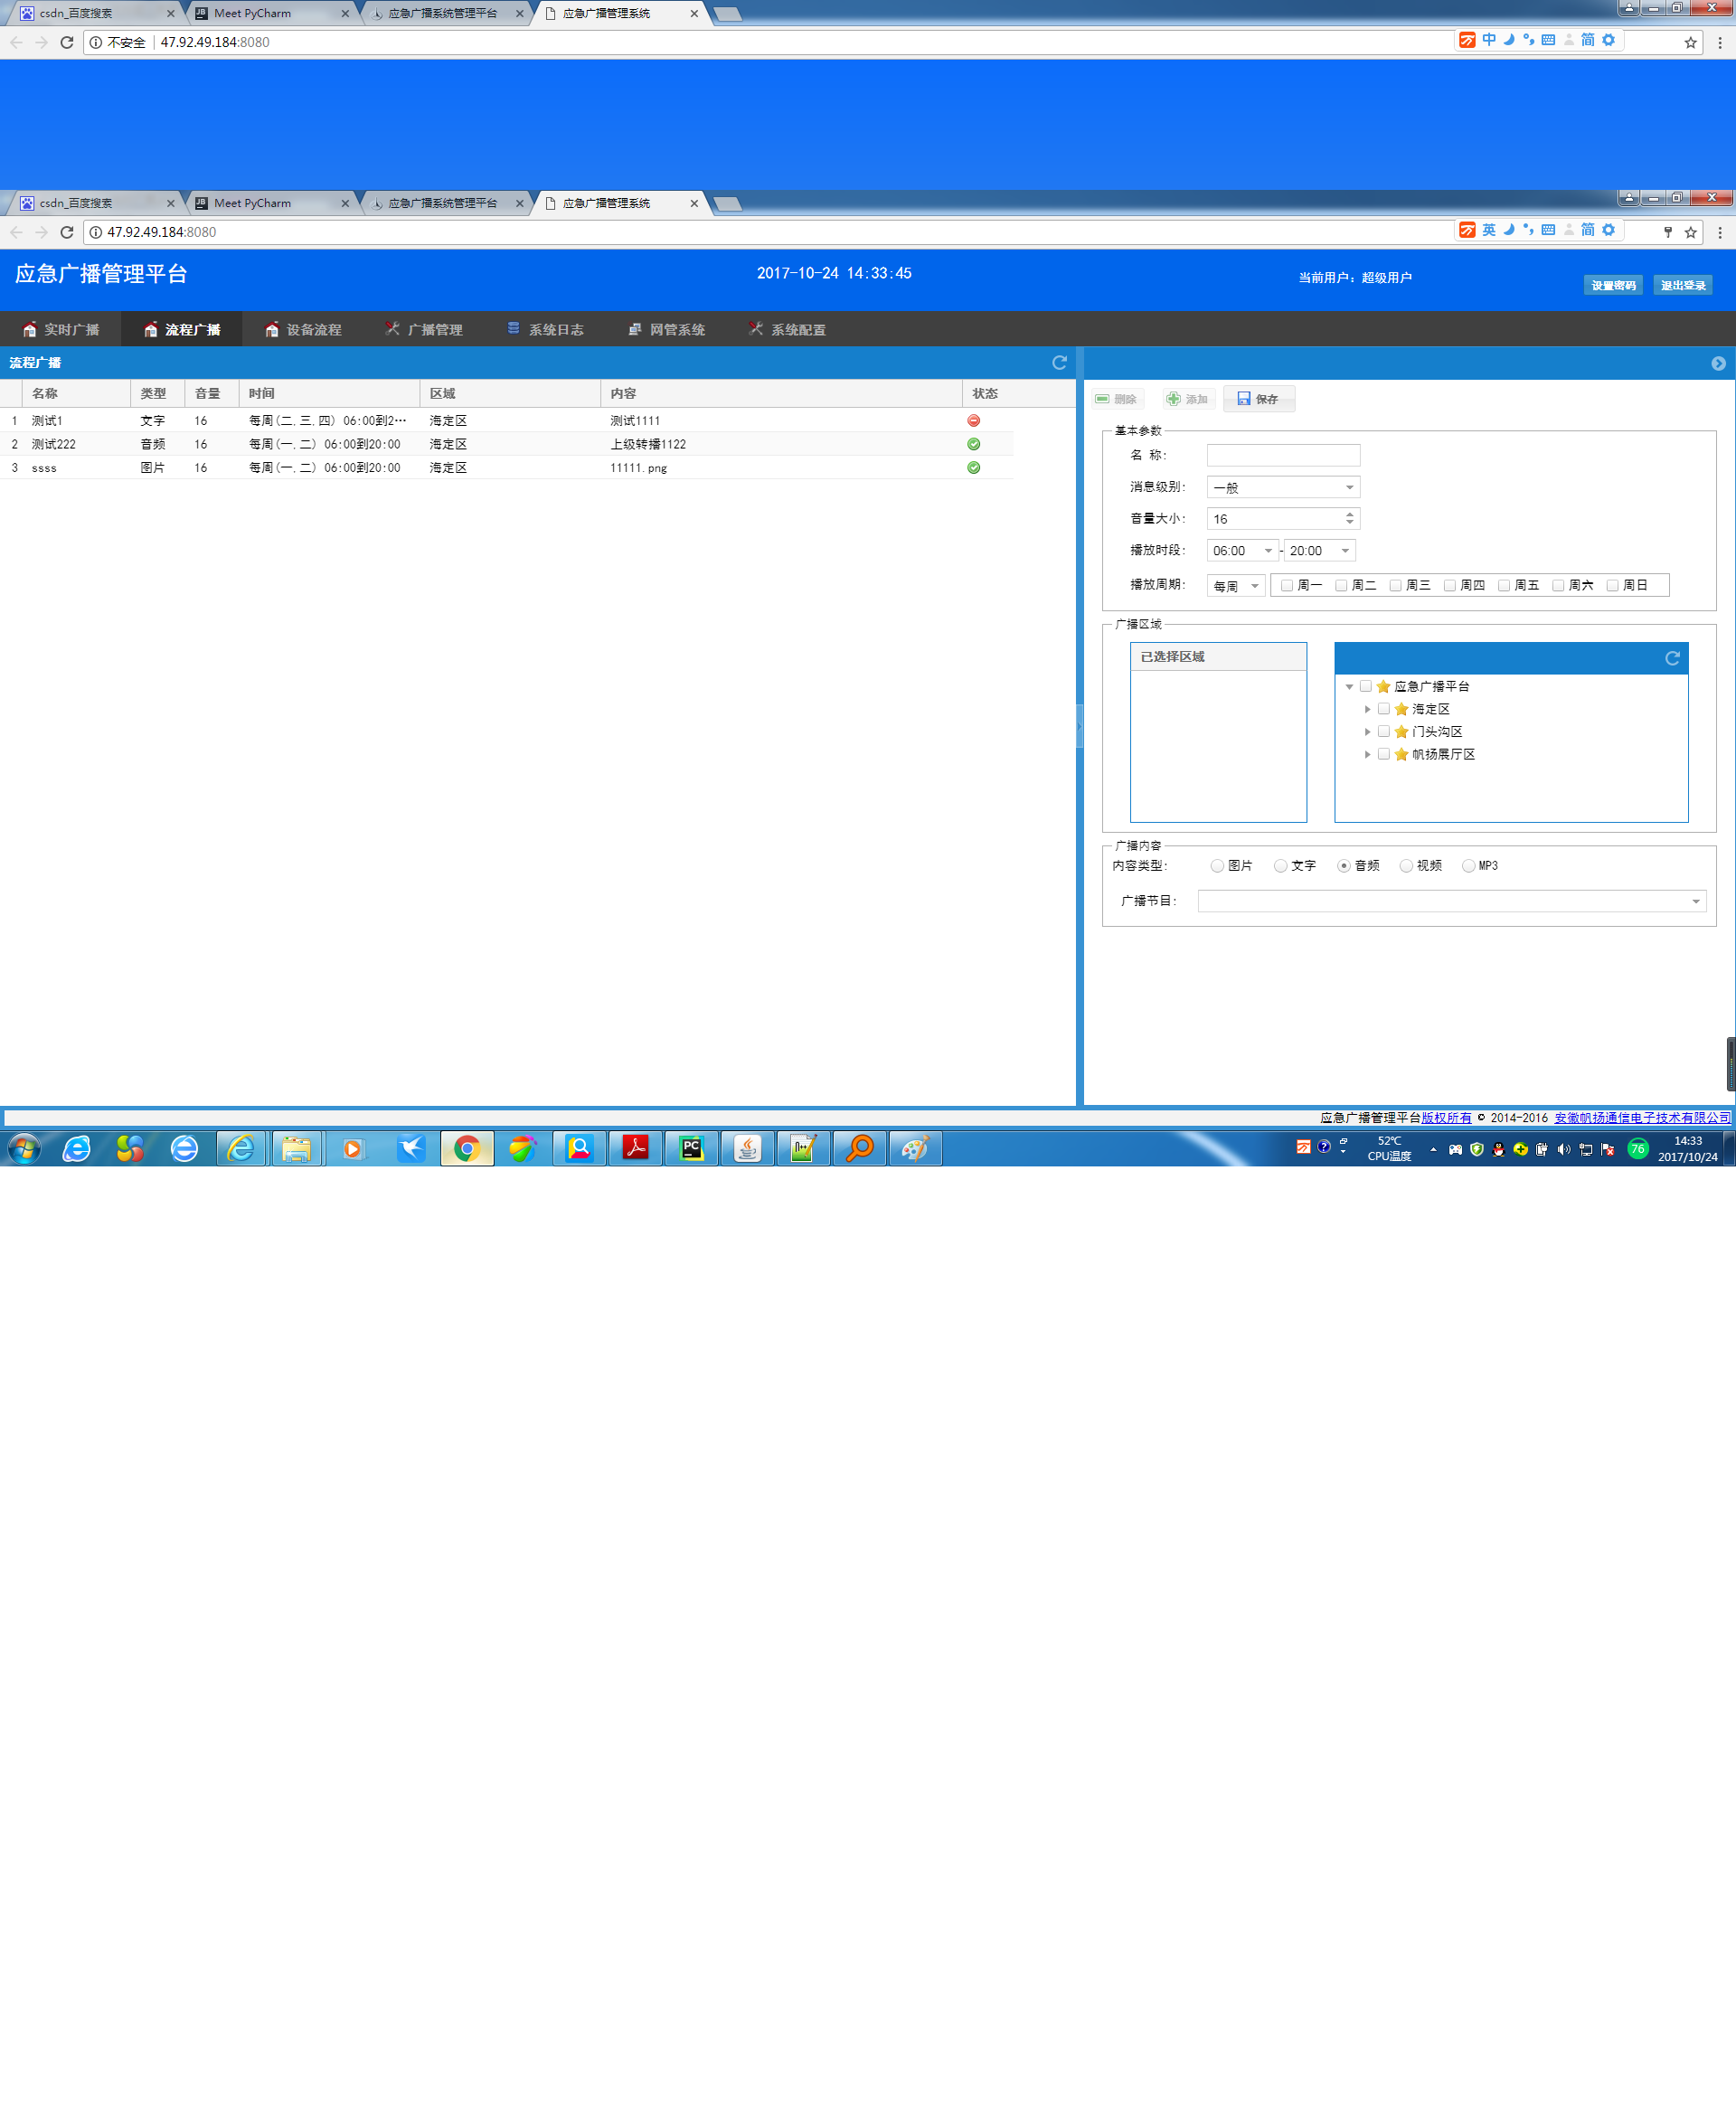 csdn_百度搜索
Meet PyCharm
应急广播系统管理平台
应急广播管理系统
不安全 47.92.49.184:8080
中 简
csdn_百度搜索
Meet PyCharm
应急广播系统管理平台
应急广播管理系统
47.92.49.184:8080
英 简
应急广播管理平台
2017-10-24 14:33:45
当前用户：超级用户
设置密码 退出登录
实时广播 流程广播 设备流程 广播管理 系统日志 网管系统 系统配置
流程广播
名称 类型 音量 时间 区域 内容 状态
1 测试1 文字 16 每周(二,三,四) 06:00到2… 海定区 测试1111
2 测试222 音频 16 每周(一,二) 06:00到20:00 海定区 上级转播1122
3 ssss 图片 16 每周(一,二) 06:00到20:00 海定区 11111.png
删除 添加 保存
基本参数
名 称：
消息级别： 一般
音量大小： 16
播放时段： 06:00 - 20:00
播放周期： 每周 周一 周二 周三 周四 周五 周六 周日
广播区域
已选择区域
应急广播平台
海定区
门头沟区
帆扬展厅区
广播内容
内容类型： 图片 文字 音频 视频 MP3
广播节目：
应急广播管理平台版权所有 © 2014-2016 安徽帆扬通信电子技术有限公司
PC
52℃
CPU温度
76
14:33
2017/10/24